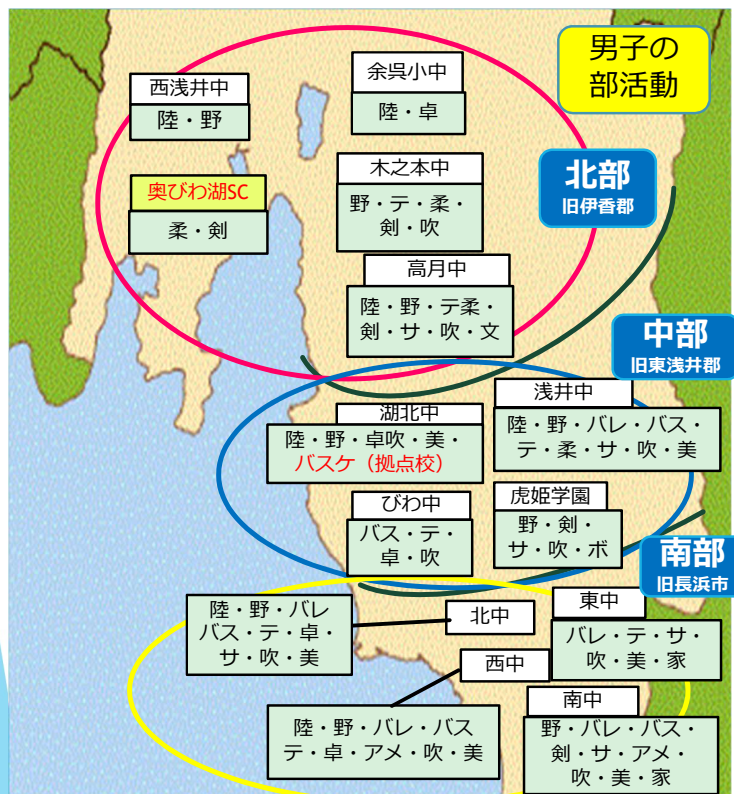 男子の
部活動
西浅井中
陸・野
余呉小中
陸・卓
奥びわ湖SC
柔・剣
木之本中
野・テ・柔・
剣・吹
北部
旧伊香郡
高月中
陸・野・テ柔・
剣・サ・吹・文
中部
旧東浅井郡
湖北中
陸・野・卓吹・美・
バスケ（拠点校）
浅井中
陸・野・バレ・バス・
テ・柔・サ・吹・美
びわ中
バス・テ・
卓・吹
虎姫学園
野・剣・
サ・吹・ボ
南部
旧長浜市
北中
陸・野・バレ
バス・テ・卓・
サ・吹・美
東中
バレ・テ・サ・
吹・美・家
西中
陸・野・バレ・バス
テ・卓・アメ・吹・美
南中
野・バレ・バス・
剣・サ・アメ・
吹・美・家